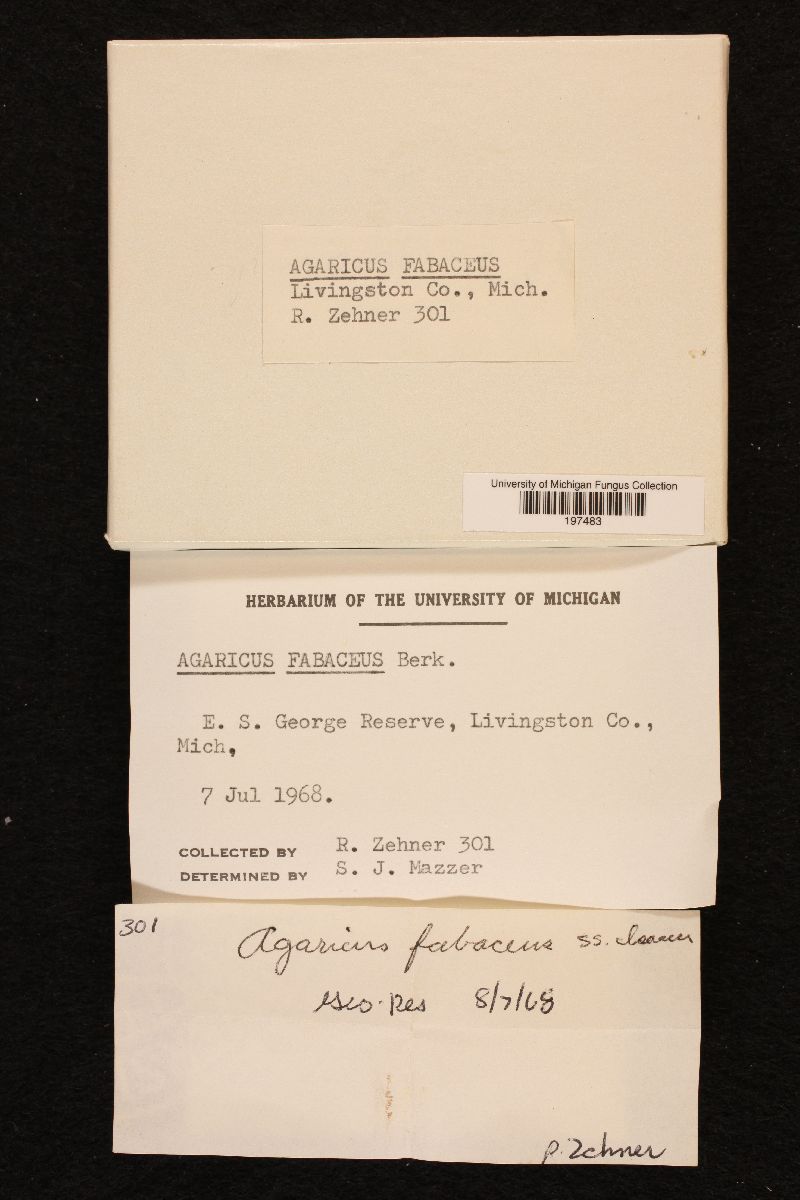 AGARICUS FABACEUS
Livingston Co., Mich.
R. Zehner 301
University of Michigan Fungus Collection
197483
HERBARIUM OF THE UNIVERSITY OF MICHIGAN
AGARICUS FABACEUS Berk.
E. S. George Reserve, Livingston Co.,
Mich,
7 Jul 1968.
COLLECTED BY R. Zehner 301
DETERMINED BY S. J. Mazzer
301
Agaricus fabaceus ss. Isaacs
Geo. Res 8/7/68
R. Zehner